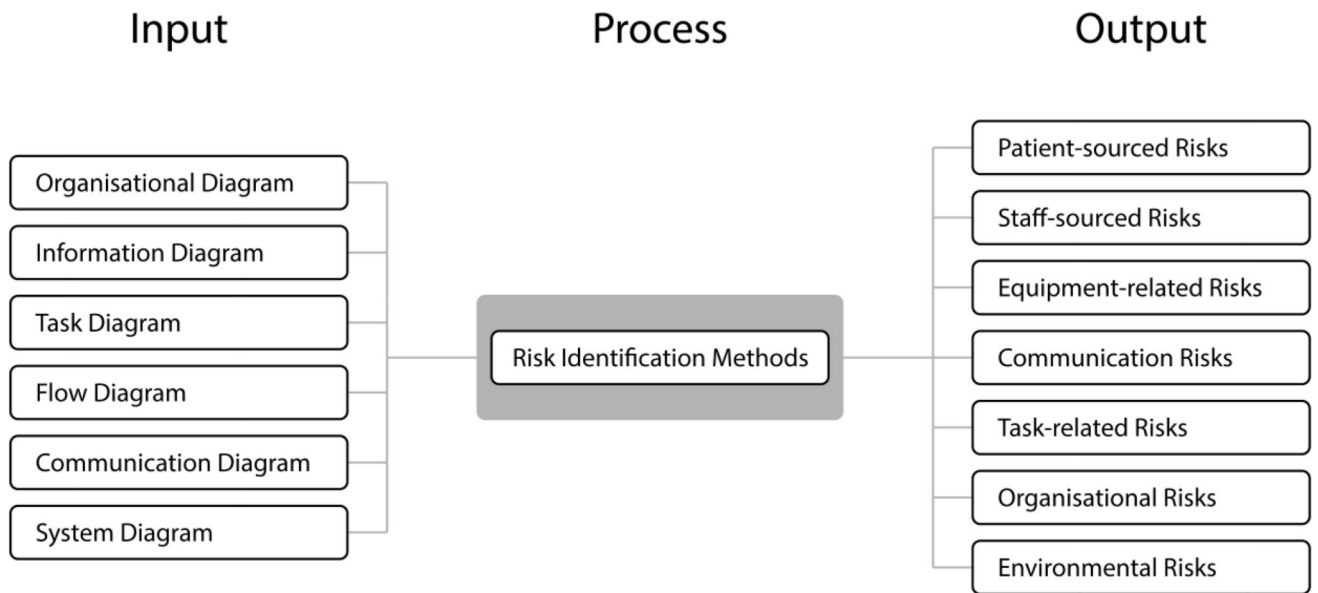 Input
Process
Output
Organisational Diagram
Information Diagram
Task Diagram
Flow Diagram
Communication Diagram
System Diagram
Risk Identification Methods
Patient-sourced Risks
Staff-sourced Risks
Equipment-related Risks
Communication Risks
Task-related Risks
Organisational Risks
Environmental Risks